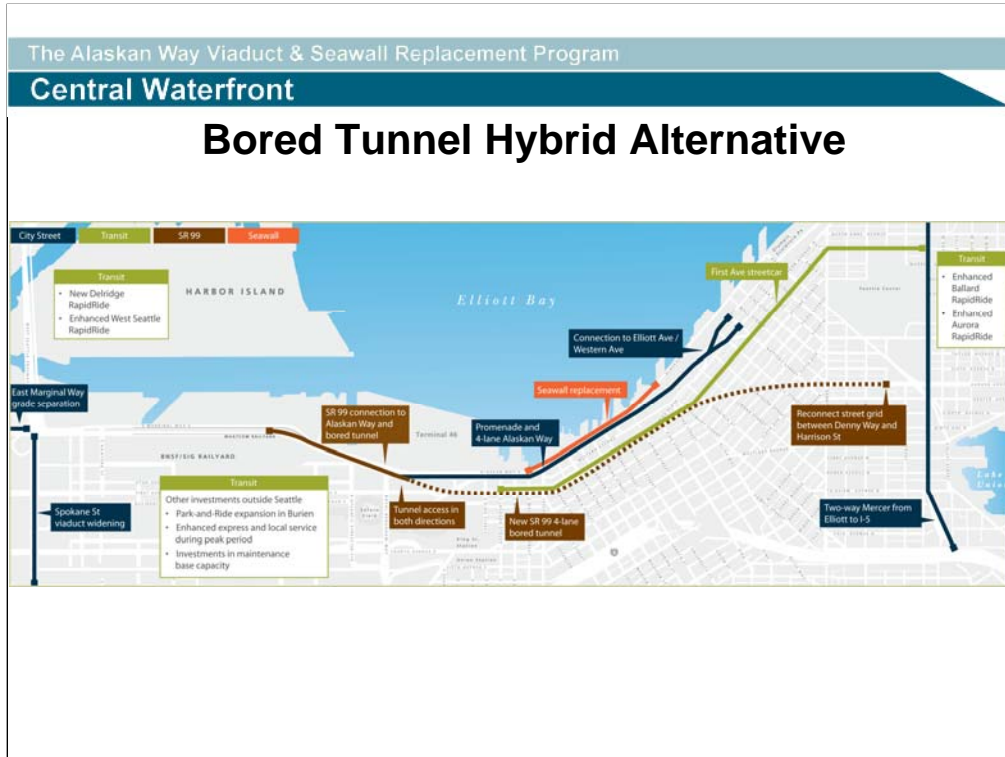 The Alaskan Way Viaduct & Seawall Replacement Program
Central Waterfront
Bored Tunnel Hybrid Alternative
City Street
Transit
SR 99
Seawall
Transit
• New Delridge
RapidRide
• Enhanced West Seattle
RapidRide
HARBOR ISLAND
Elliott Bay
First Ave streetcar
Seattle Center
Transit
• Enhanced
Ballard
RapidRide
• Enhanced
Aurora
RapidRide
Connection to Elliott Ave /
Western Ave
East Marginal Way
grade separation
SR 99 connection to
Alaskan Way and
bored tunnel
Terminal 46
Promenade and
4-lane Alaskan Way
Seawall replacement
Reconnect street grid
between Denny Way and
Harrison St
WHATCOM RAILYARD
BNSF/SIG RAILYARD
Spokane St
viaduct widening
Transit
Other investments outside Seattle
• Park-and-Ride expansion in Burien
• Enhanced express and local service
during peak period
• Investments in maintenance
base capacity
Tunnel access in
both directions
New SR 99 4-lane
bored tunnel
Two-way Mercer from
Elliott to I-5
Lake